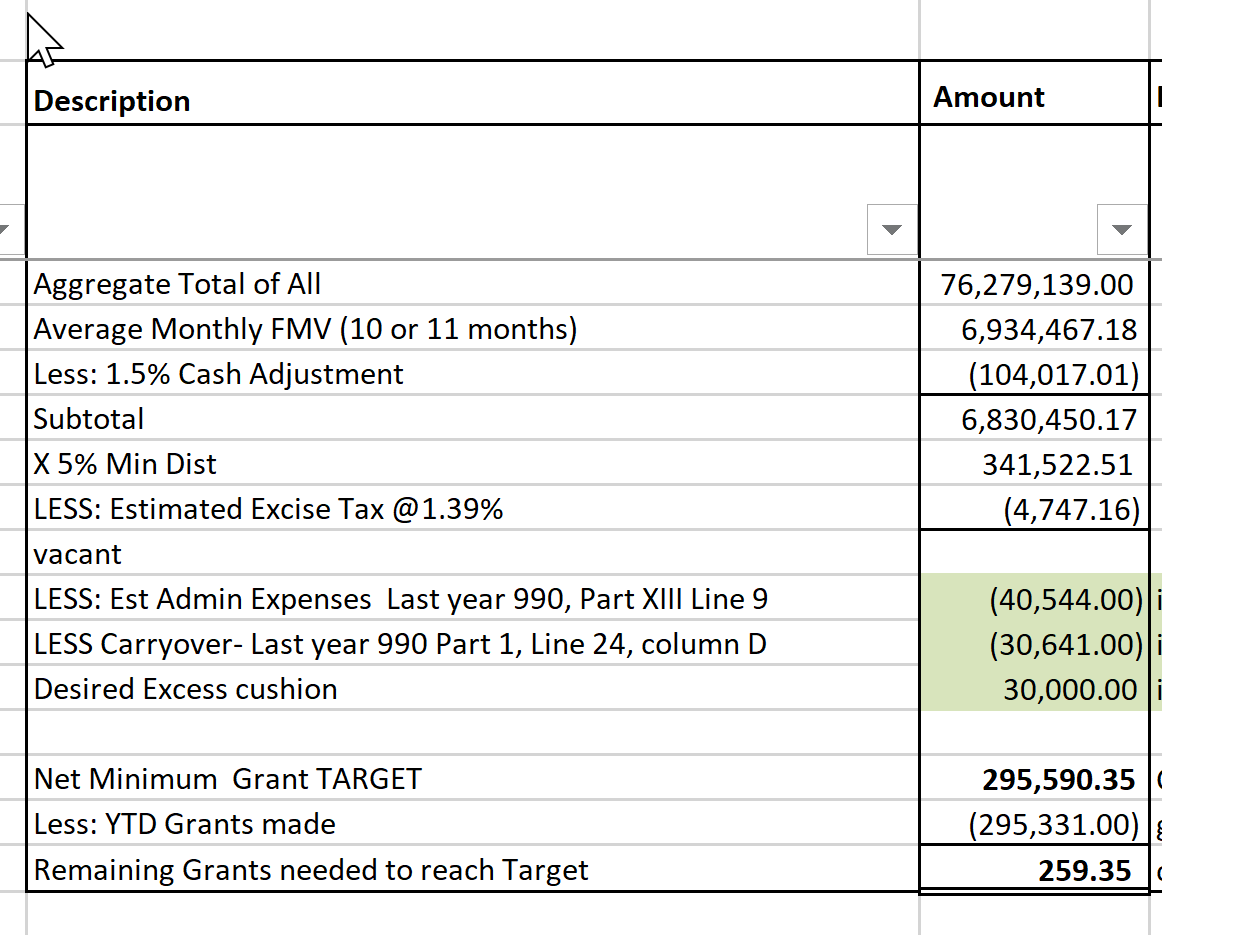 Description Amount
Aggregate Total of All 76,279,139.00
Average Monthly FMV (10 or 11 months) 6,934,467.18
Less: 1.5% Cash Adjustment (104,017.01)
Subtotal 6,830,450.17
X 5% Min Dist 341,522.51
LESS: Estimated Excise Tax @1.39% (4,747.16)
vacant
LESS: Est Admin Expenses  Last year 990, Part XIII Line 9 (40,544.00)
LESS Carryover- Last year 990 Part 1, Line 24, column D (30,641.00)
Desired Excess cushion 30,000.00
Net Minimum  Grant TARGET 295,590.35
Less: YTD Grants made (295,331.00)
Remaining Grants needed to reach Target 259.35